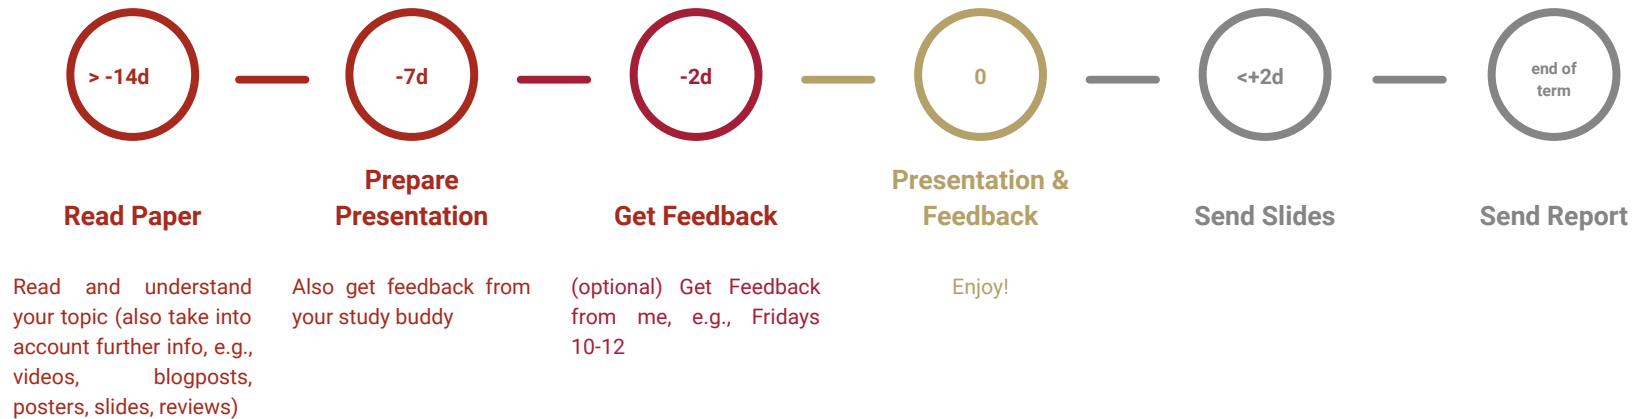 > -14d
-7d
-2d
0
<+2d
end of
term
Read Paper
Prepare
Presentation
Get Feedback
Presentation &
Feedback
Send Slides
Send Report
Read and understand
your topic (also take into
account further info, e.g.,
videos, blogposts,
posters, slides, reviews)
Also get feedback from
your study buddy
(optional) Get Feedback
from me, e.g., Fridays
10-12
Enjoy!